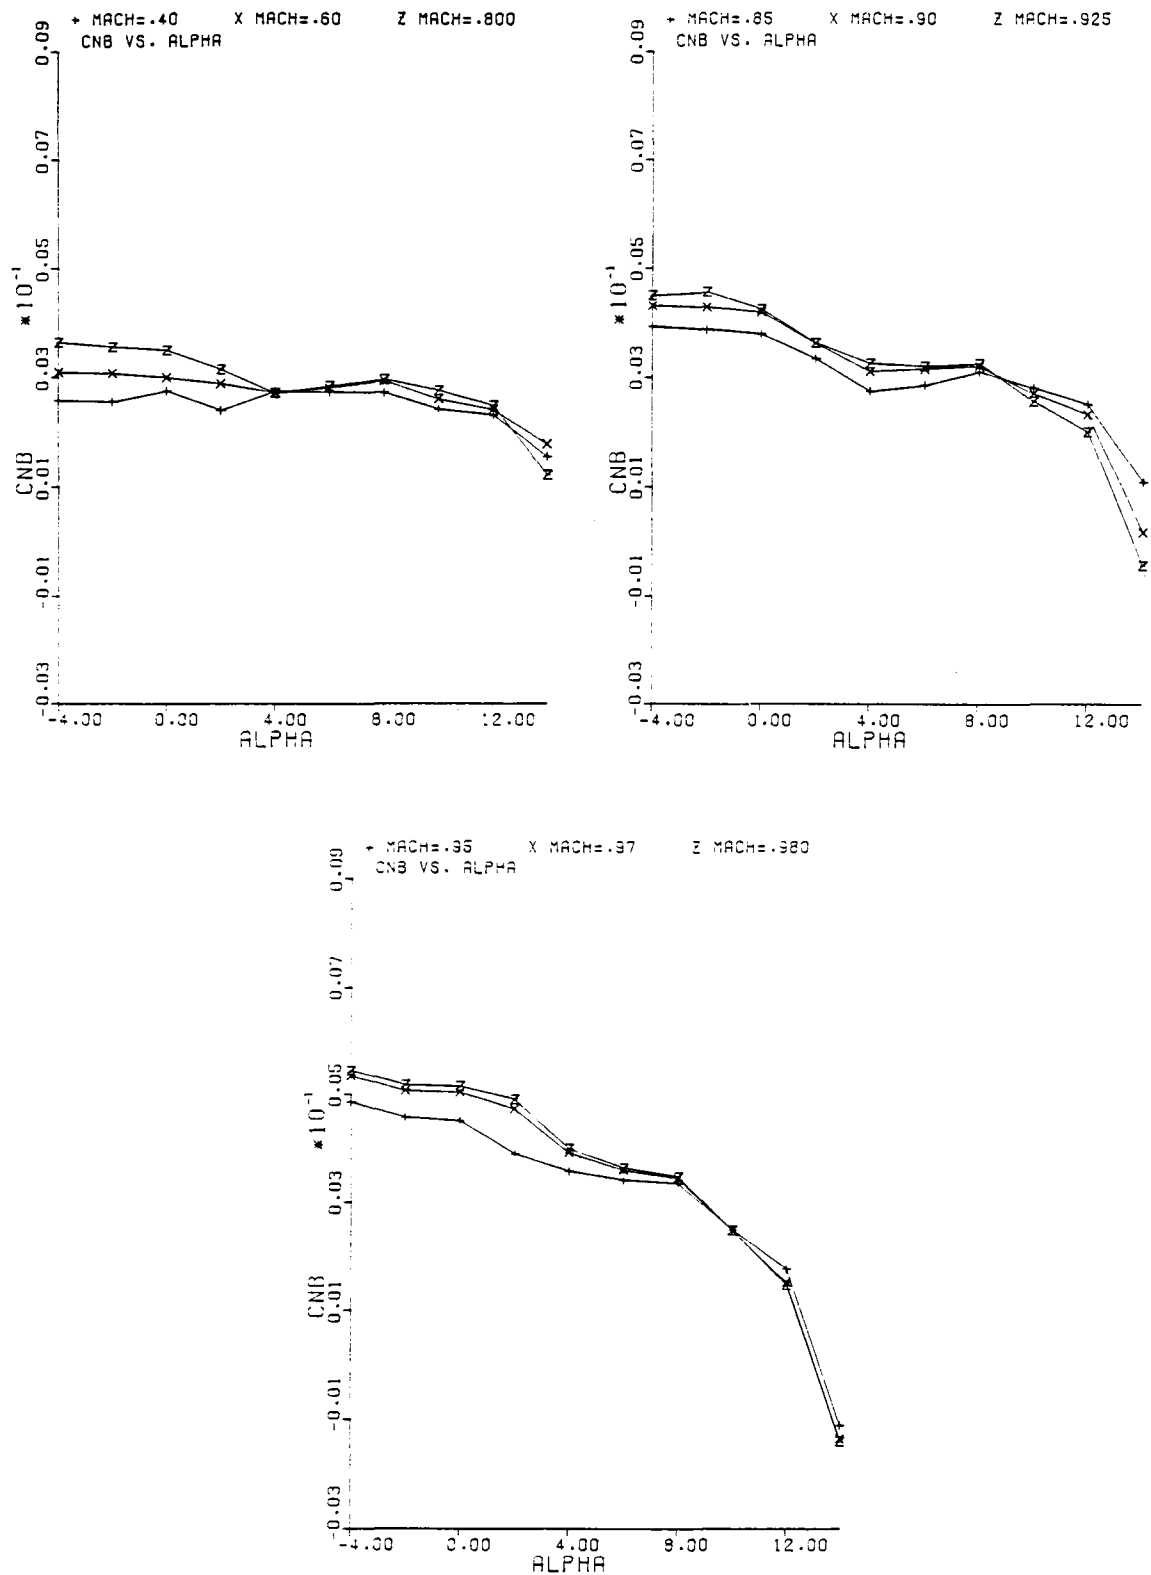 + MACH=.40 X MACH=.60 Z MACH=.800
CNB VS. ALPHA
0.09
0.07
0.05
0.03
0.01
-0.01
-0.03
CNB *10⁻¹
-4.00 0.00 4.00 8.00 12.00
ALPHA
+ MACH=.85 X MACH=.90 Z MACH=.925
CNB VS. ALPHA
0.09
0.07
0.05
0.03
0.01
-0.01
-0.03
CNB *10⁻¹
-4.00 0.00 4.00 8.00 12.00
ALPHA
+ MACH=.95 X MACH=.97 Z MACH=.980
CNB VS. ALPHA
0.09
0.07
0.05
0.03
0.01
-0.01
-0.03
CNB *10⁻¹
-4.00 0.00 4.00 8.00 12.00
ALPHA